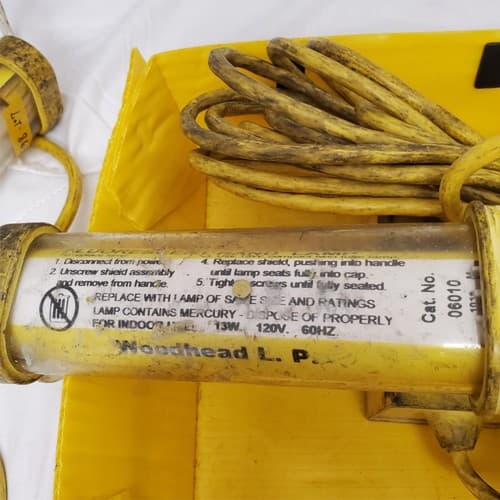 1. Disconnect from power.
2. Unscrew shield assembly
and remove from handle.
4. Replace shield, pushing into handle
until lamp seats fully into cap.
5. Tighten screws until fully seated.
REPLACE WITH LAMP OF SAME SIZE AND RATINGS
LAMP CONTAINS MERCURY - DISPOSE OF PROPERLY
FOR INDOOR 13W. 120V. 60HZ
Woodhead L. P.
Cat. No.
06010
LOT